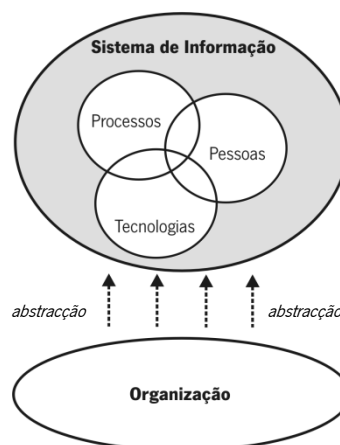 Sistema de Informação
Processos
Pessoas
Tecnologias
abstracção
abstracção
Organização